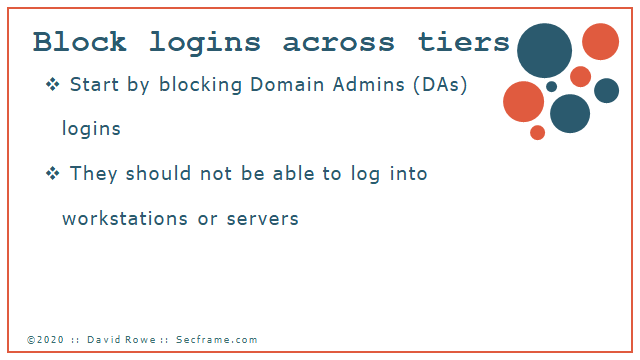 Block logins across tiers
❖ Start by blocking Domain Admins (DAs)
logins
❖ They should not be able to log into
workstations or servers
©2020 :: David Rowe :: Secframe.com